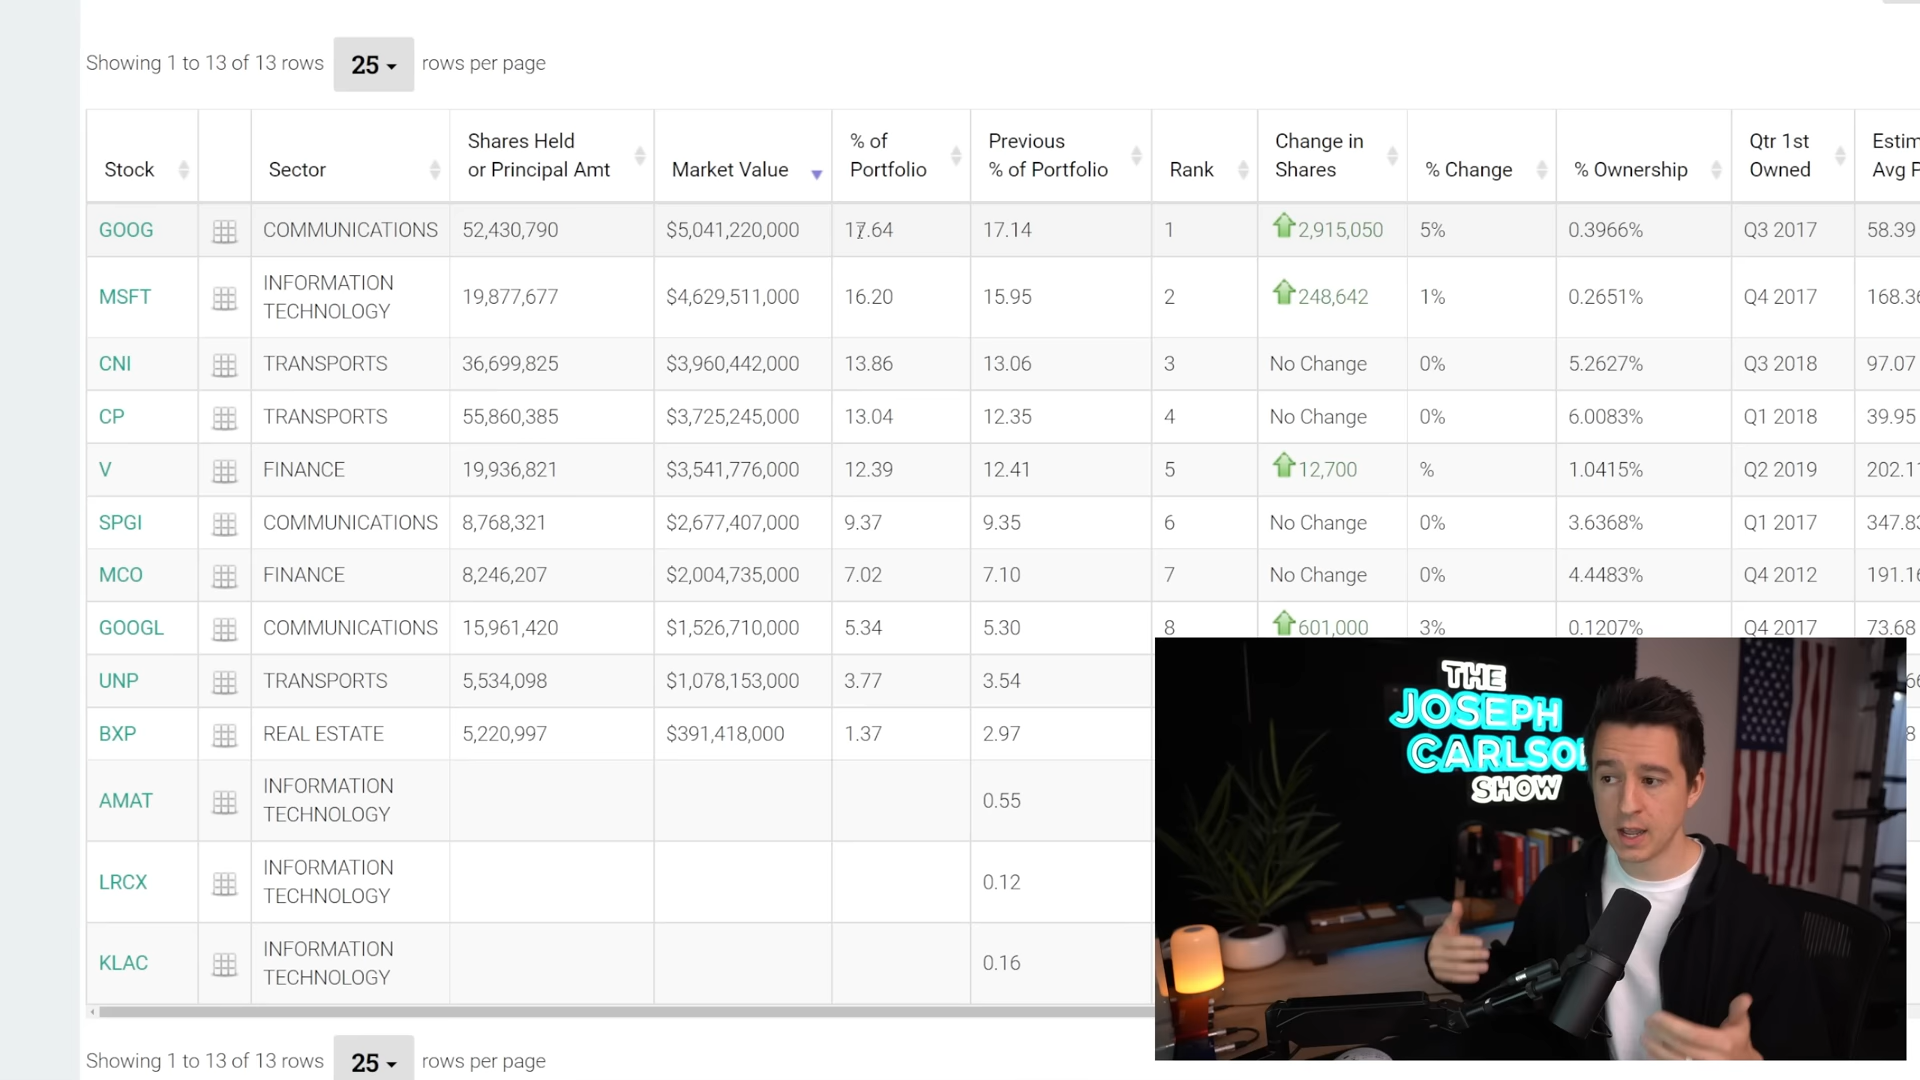 Showing 1 to 13 of 13 rows 25 rows per page
Stock Sector Shares Held or Principal Amt Market Value % of Portfolio Previous % of Portfolio Rank Change in Shares % Change % Ownership Qtr 1st Owned
GOOG COMMUNICATIONS 52,430,790 $5,041,220,000 17.64 17.14 1 2,915,050 5% 0.3966% Q3 2017 58.39
MSFT INFORMATION TECHNOLOGY 19,877,677 $4,629,511,000 16.20 15.95 2 248,642 1% 0.2651% Q4 2017 168.36
CNI TRANSPORTS 36,699,825 $3,960,442,000 13.86 13.06 3 No Change 0% 5.2627% Q3 2018 97.07
CP TRANSPORTS 55,860,385 $3,725,245,000 13.04 12.35 4 No Change 0% 6.0083% Q1 2018 39.95
V FINANCE 19,936,821 $3,541,776,000 12.39 12.41 5 12,700 % 1.0415% Q2 2019 202.11
SPGI COMMUNICATIONS 8,768,321 $2,677,407,000 9.37 9.35 6 No Change 0% 3.6368% Q1 2017 347.83
MCO FINANCE 8,246,207 $2,004,735,000 7.02 7.10 7 No Change 0% 4.4483% Q4 2012 191.16
GOOGL COMMUNICATIONS 15,961,420 $1,526,710,000 5.34 5.30 8 601,000 3% 0.1207% Q4 2017 73.68
UNP TRANSPORTS 5,534,098 $1,078,153,000 3.77 3.54
BXP REAL ESTATE 5,220,997 $391,418,000 1.37 2.97
AMAT INFORMATION TECHNOLOGY 0.55
LRCX INFORMATION TECHNOLOGY 0.12
KLAC INFORMATION TECHNOLOGY 0.16
Showing 1 to 13 of 13 rows 25 rows per page
THE
JOSEPH
CARLSON
SHOW